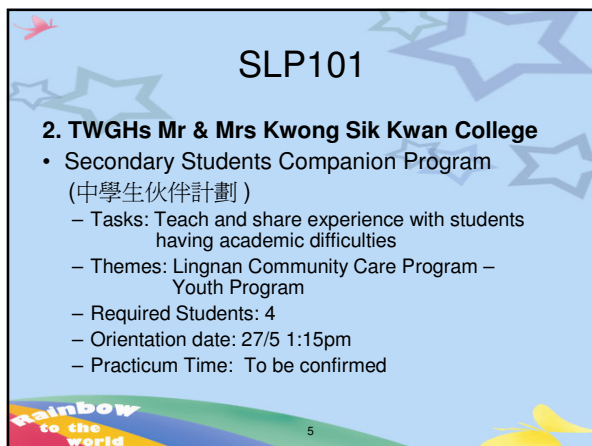 SLP101
2. TWGHs Mr & Mrs Kwong Sik Kwan College
• Secondary Students Companion Program
(中學生伙伴計劃 )
– Tasks: Teach and share experience with students
having academic difficulties
– Themes: Lingnan Community Care Program –
Youth Program
– Required Students: 4
– Orientation date: 27/5 1:15pm
– Practicum Time: To be confirmed
Rainbow
to the
world
5